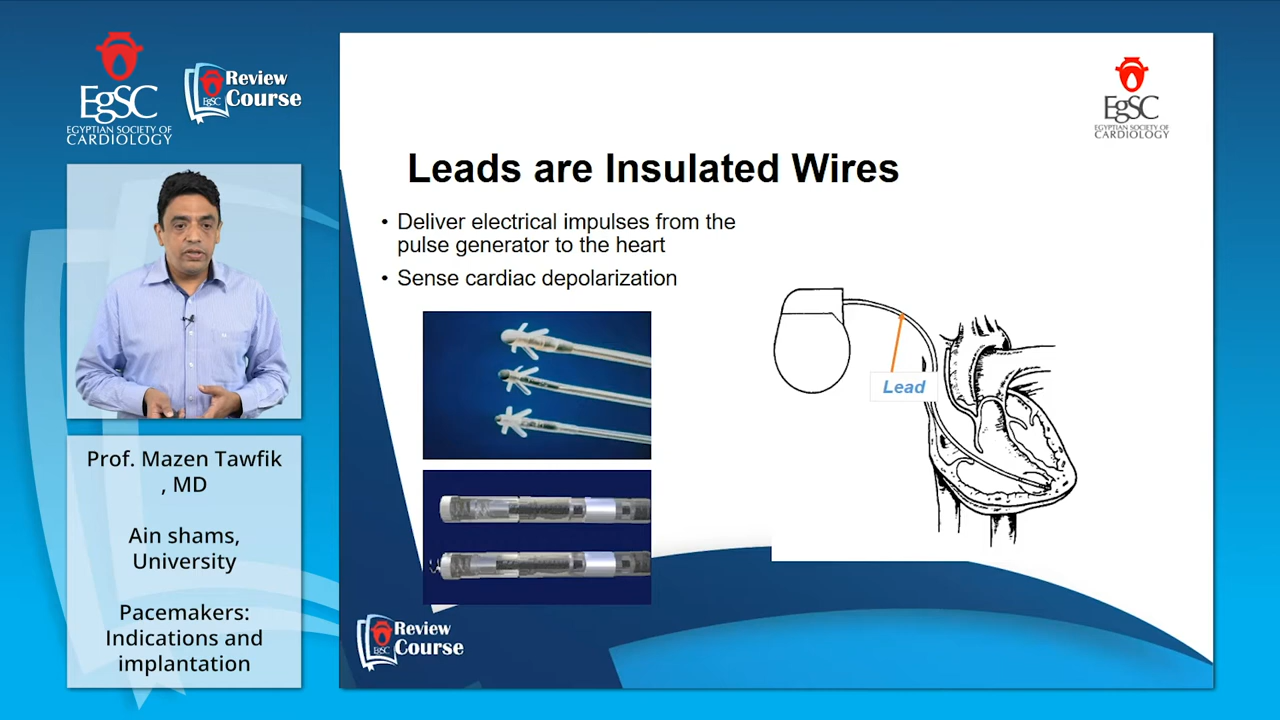 EgSC
EGYPTIAN SOCIETY OF
CARDIOLOGY
Review
Course
EgSC
EgSC
EGYPTIAN SOCIETY OF
CARDIOLOGY
Leads are Insulated Wires
• Deliver electrical impulses from the
pulse generator to the heart
• Sense cardiac depolarization
Lead
Prof. Mazen Tawfik
, MD
Ain shams,
University
Pacemakers:
Indications and
implantation
Review
Course
EgSC